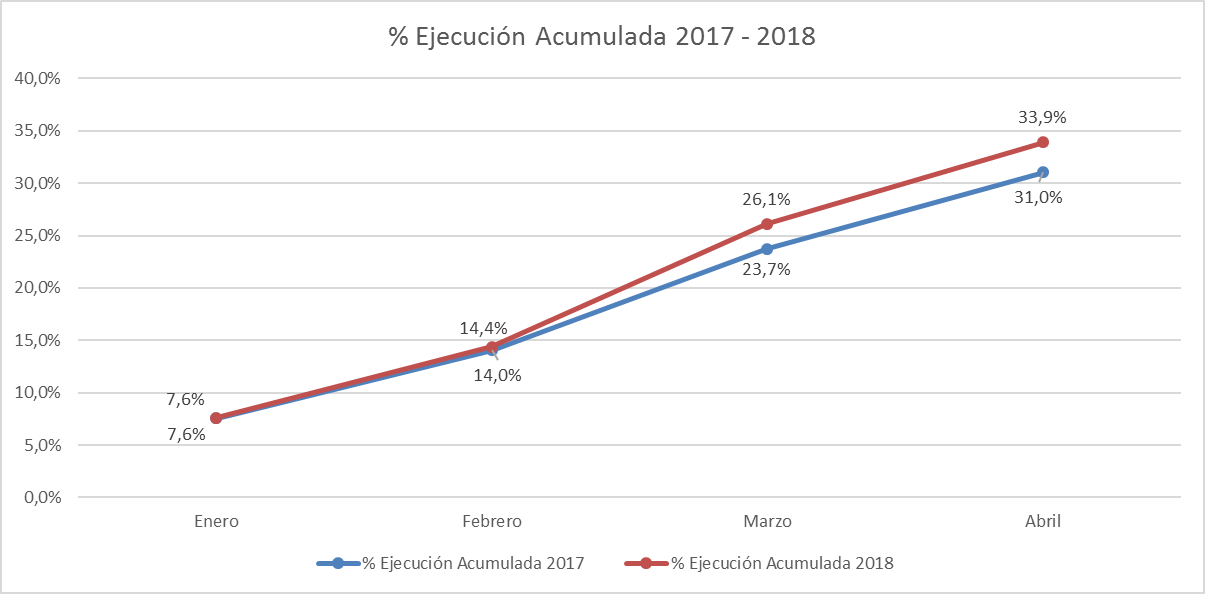 % Ejecución Acumulada 2017 - 2018
40,0%
35,0%
30,0%
25,0%
20,0%
15,0%
10,0%
5,0%
0,0%
7,6%
7,6%
14,4%
14,0%
26,1%
23,7%
33,9%
31,0%
Enero
Febrero
Marzo
Abril
% Ejecución Acumulada 2017
% Ejecución Acumulada 2018